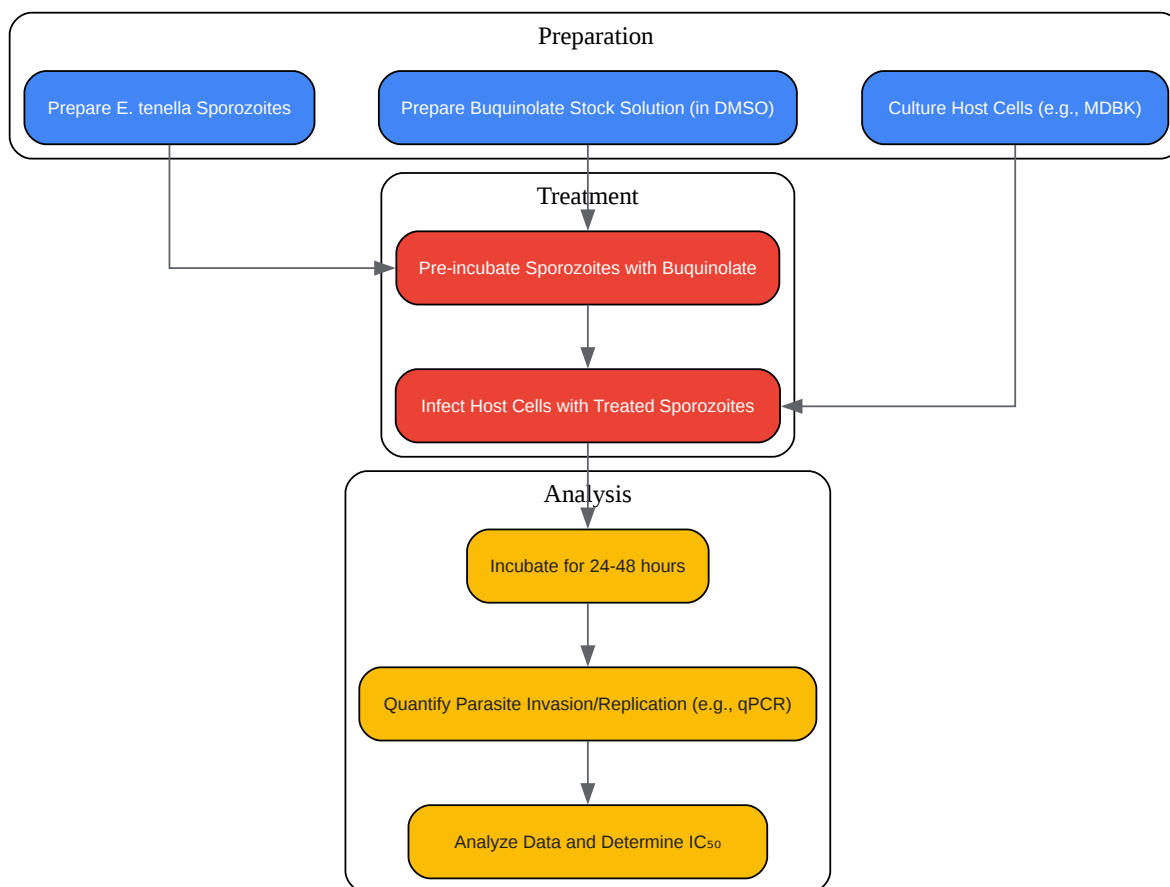 Preparation
Prepare E. tenella Sporozoites
Prepare Buquinolate Stock Solution (in DMSO)
Culture Host Cells (e.g., MDBK)
Treatment
Pre-incubate Sporozoites with Buquinolate
Infect Host Cells with Treated Sporozoites
Analysis
Incubate for 24-48 hours
Quantify Parasite Invasion/Replication (e.g., qPCR)
Analyze Data and Determine IC₅₀